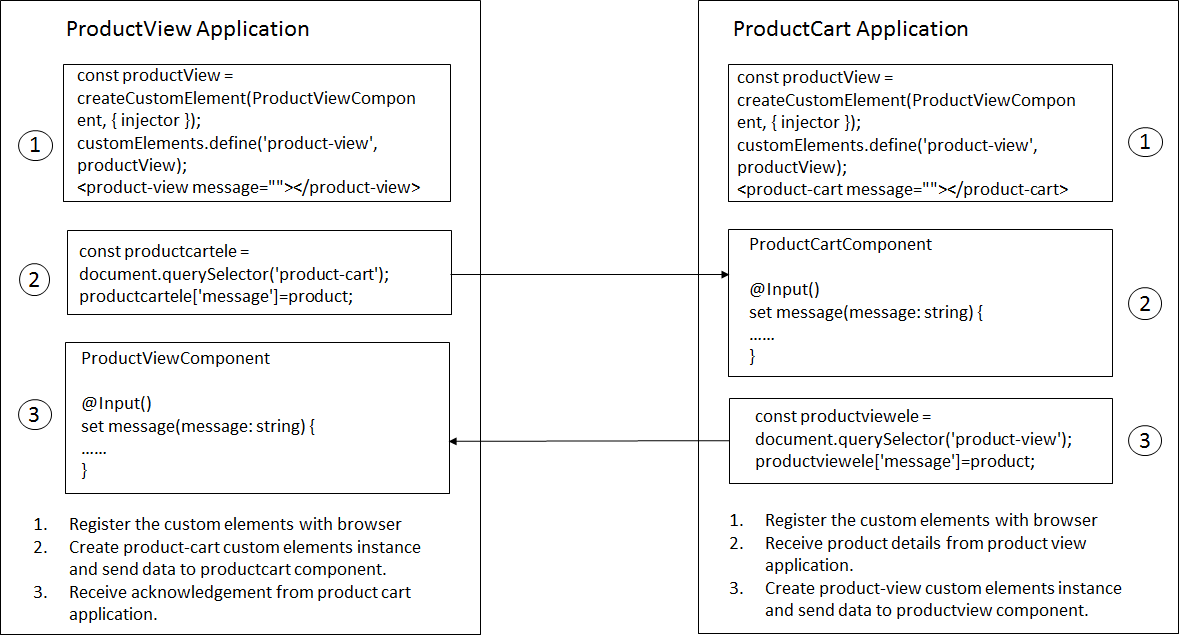 ProductView Application
1
const productView =
createCustomElement(ProductViewCompon
ent, { injector });
customElements.define('product-view',
productView);
<product-view message=""></product-view>
2
const productcartele =
document.querySelector('product-cart');
productcartele['message']=product;
3
ProductViewComponent
@Input()
set message(message: string) {
......
}
1. Register the custom elements with browser
2. Create product-cart custom elements instance
and send data to productcart component.
3. Receive acknowledgement from product cart
application.
ProductCart Application
1
const productView =
createCustomElement(ProductViewCompon
ent, { injector });
customElements.define('product-view',
productView);
<product-cart message=""></product-cart>
2
ProductCartComponent
@Input()
set message(message: string) {
......
}
3
const productviewele =
document.querySelector('product-view');
productviewele['message']=product;
1. Register the custom elements with browser
2. Receive product details from product view
application.
3. Create product-view custom elements instance
and send data to productview component.